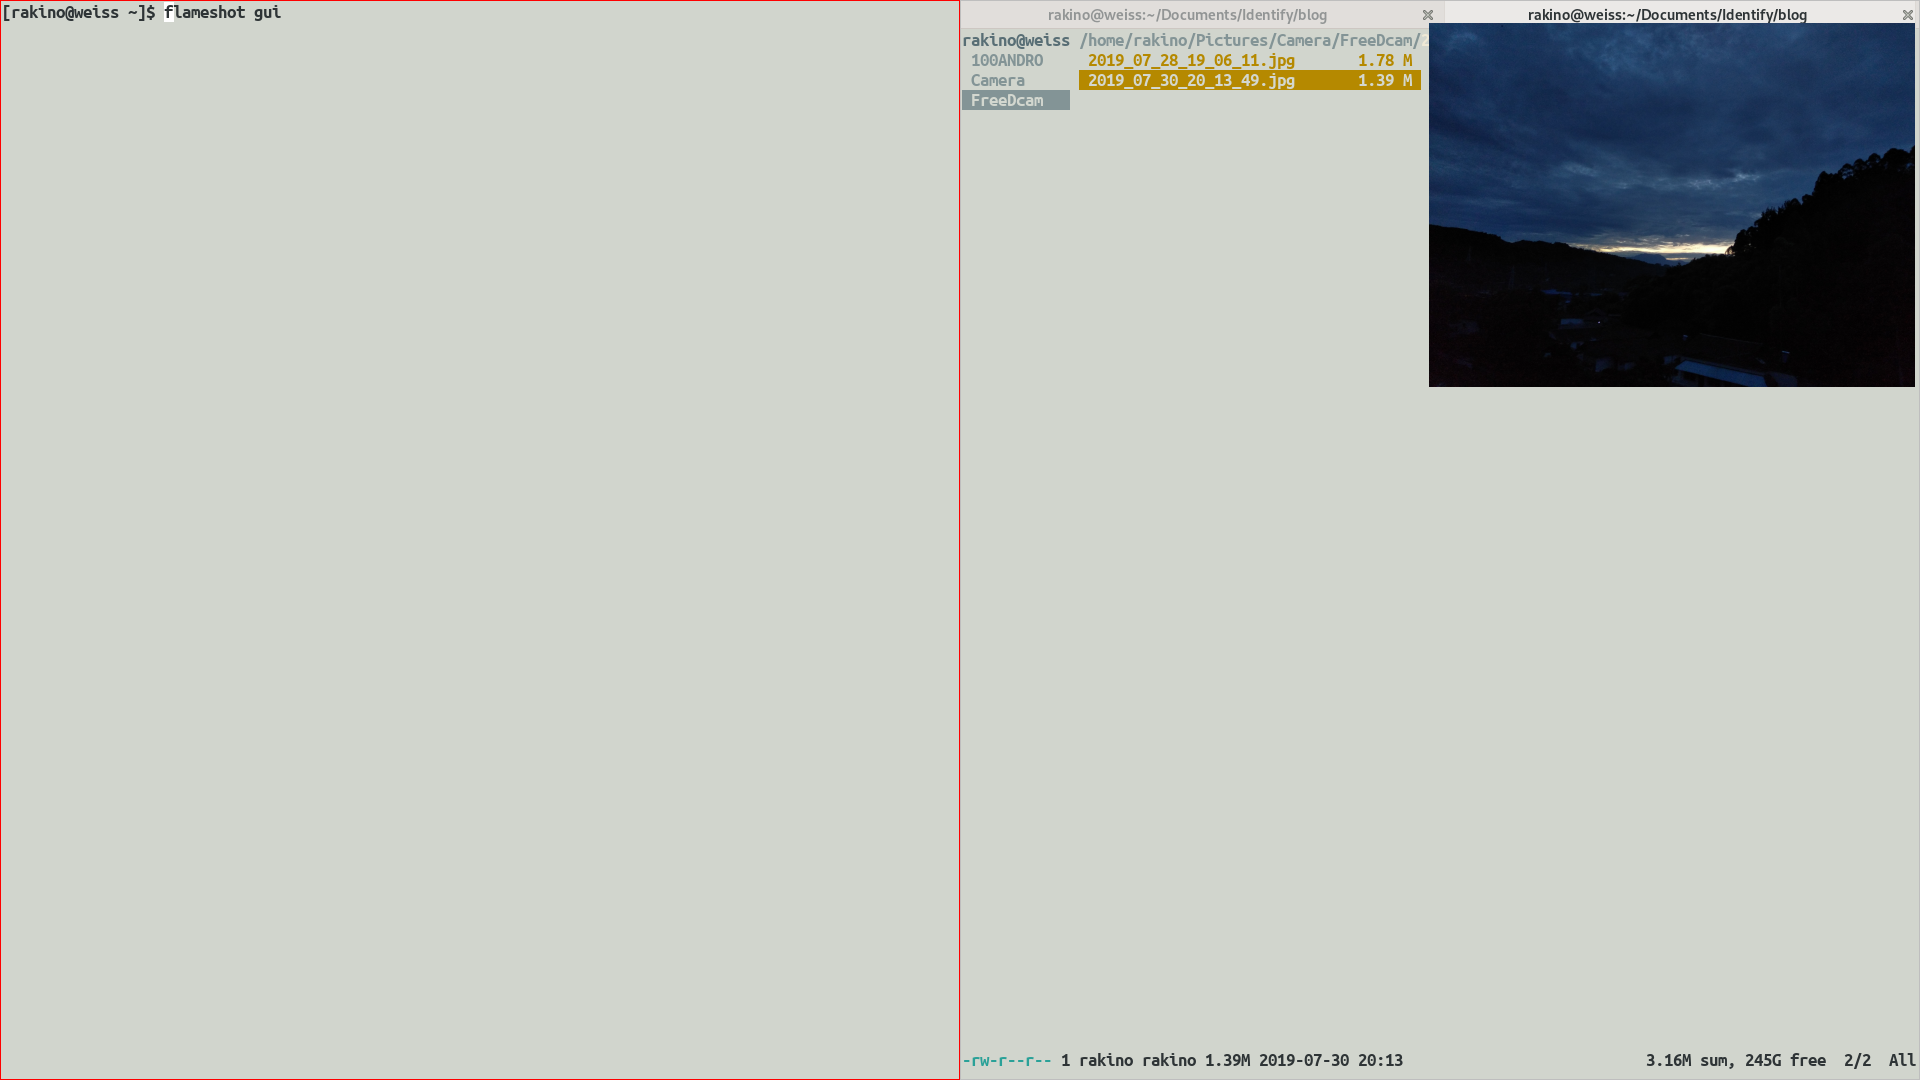 [rakino@weiss ~]$ flameshot gui
rakino@weiss:~/Documents/Identify/blog
rakino@weiss:~/Documents/Identify/blog
rakino@weiss /home/rakino/Pictures/Camera/FreeDcam/2
100ANDRO 2019_07_28_19_06_11.jpg 1.78 M
Camera 2019_07_30_20_13_49.jpg 1.39 M
FreeDcam
-rw-r--r-- 1 rakino rakino 1.39M 2019-07-30 20:13 3.16M sum, 245G free 2/2 All